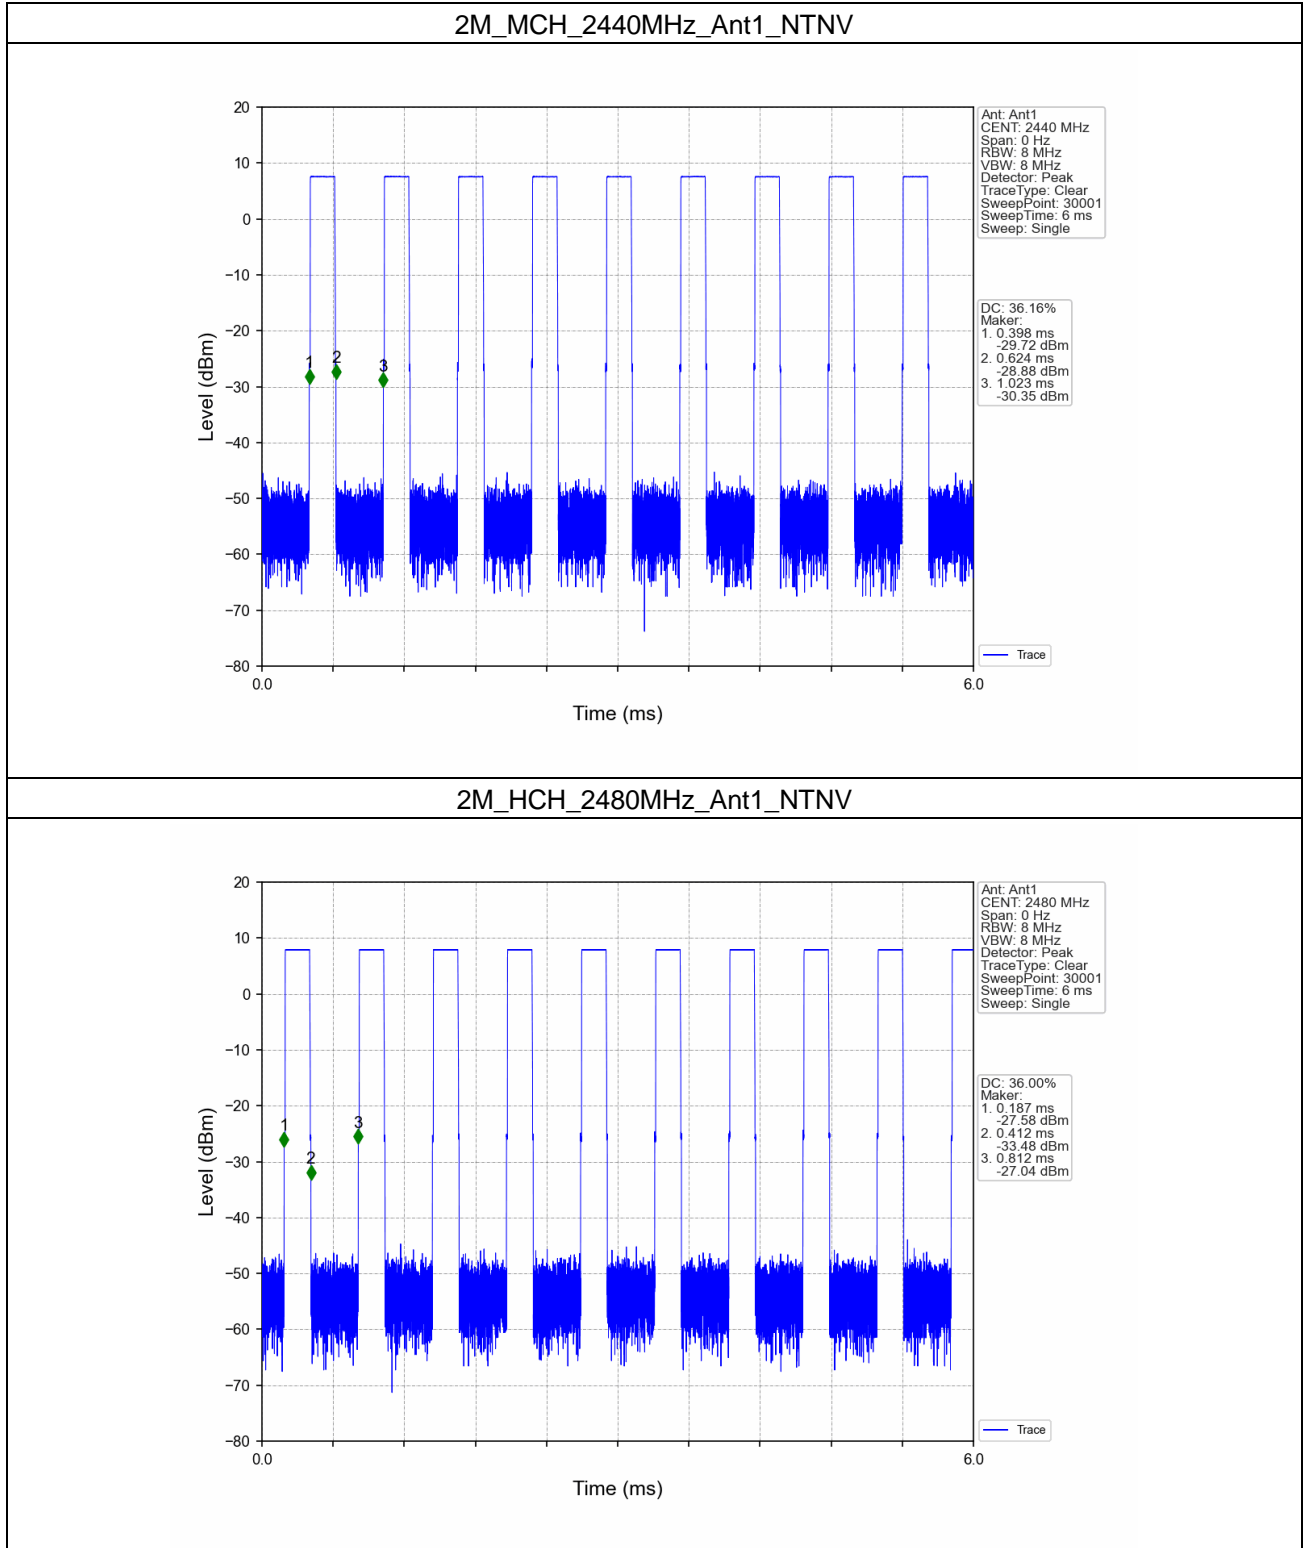 2M_MCH_2440MHz_Ant1_NTNV
20
10
0
−10
−20
−30
−40
−50
−60
−70
−80
Level (dBm)
1
2
3
0.0
6.0
Time (ms)
Ant: Ant1
CENT: 2440 MHz
Span: 0 Hz
RBW: 8 MHz
VBW: 8 MHz
Detector: Peak
TraceType: Clear
SweepPoint: 30001
SweepTime: 6 ms
Sweep: Single
DC: 36.16%
Maker:
1. 0.398 ms
-29.72 dBm
2. 0.624 ms
-28.88 dBm
3. 1.023 ms
-30.35 dBm
Trace
2M_HCH_2480MHz_Ant1_NTNV
20
10
0
−10
−20
−30
−40
−50
−60
−70
−80
Level (dBm)
1
2
3
0.0
6.0
Time (ms)
Ant: Ant1
CENT: 2480 MHz
Span: 0 Hz
RBW: 8 MHz
VBW: 8 MHz
Detector: Peak
TraceType: Clear
SweepPoint: 30001
SweepTime: 6 ms
Sweep: Single
DC: 36.00%
Maker:
1. 0.187 ms
-27.58 dBm
2. 0.412 ms
-33.48 dBm
3. 0.812 ms
-27.04 dBm
Trace